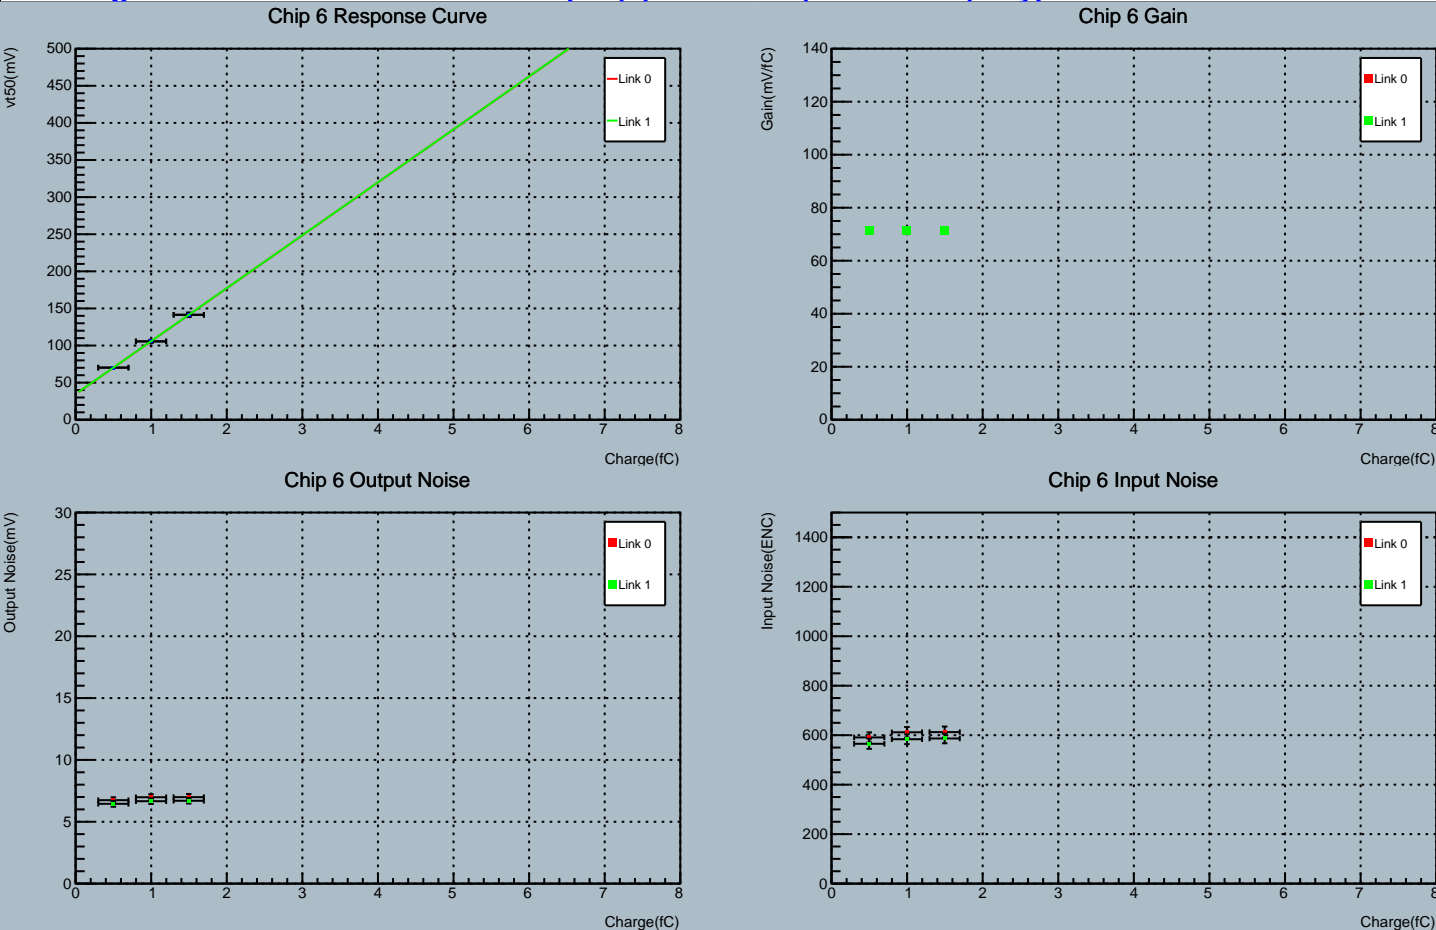 Chip 6 Response Curve
vt50(mV)
500
450
400
350
300
250
200
150
100
50
0
0 1 2 3 4 5 6 7 8
Charge(fC)
Link 0
Link 1
Chip 6 Gain
Gain(mV/fC)
140
120
100
80
60
40
20
0
0 1 2 3 4 5 6 7 8
Charge(fC)
Link 0
Link 1
Chip 6 Output Noise
Output Noise(mV)
30
25
20
15
10
5
0
0 1 2 3 4 5 6 7 8
Charge(fC)
Link 0
Link 1
Chip 6 Input Noise
Input Noise(ENC)
1400
1200
1000
800
600
400
200
0
0 1 2 3 4 5 6 7 8
Charge(fC)
Link 0
Link 1